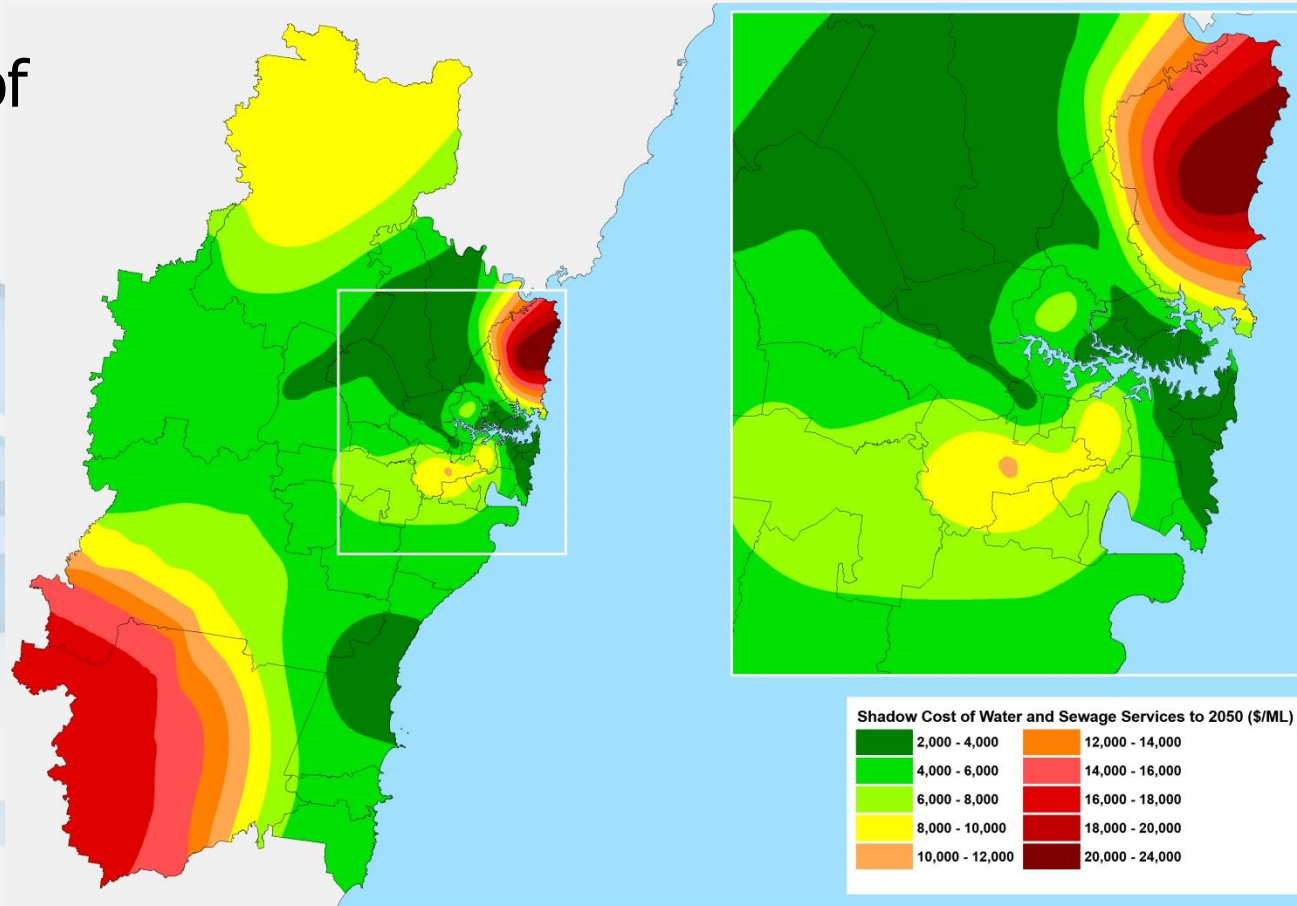 of
Shadow Cost of Water and Sewage Services to 2050 ($/ML)
2,000 - 4,000
4,000 - 6,000
6,000 - 8,000
8,000 - 10,000
10,000 - 12,000
12,000 - 14,000
14,000 - 16,000
16,000 - 18,000
18,000 - 20,000
20,000 - 24,000